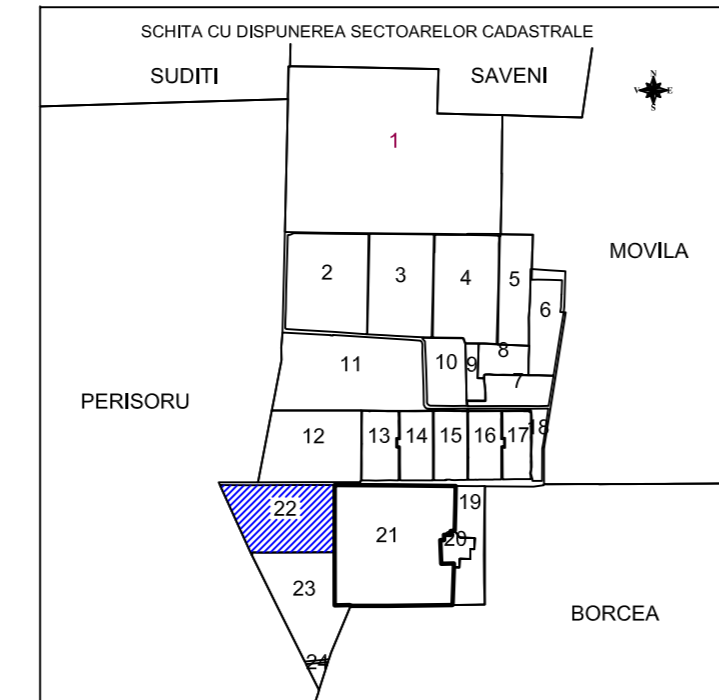 SCHITA CU DISPUNEREA SECTOARELOR CADASTRALE
SUDITI
SAVENI
N
V E
S
1
MOVILA
2
3
4
5
6
8
11
10
9
7
PERISORU
12
13
14
15
16
17
18
19
22
21
20
23
BORCEA
24